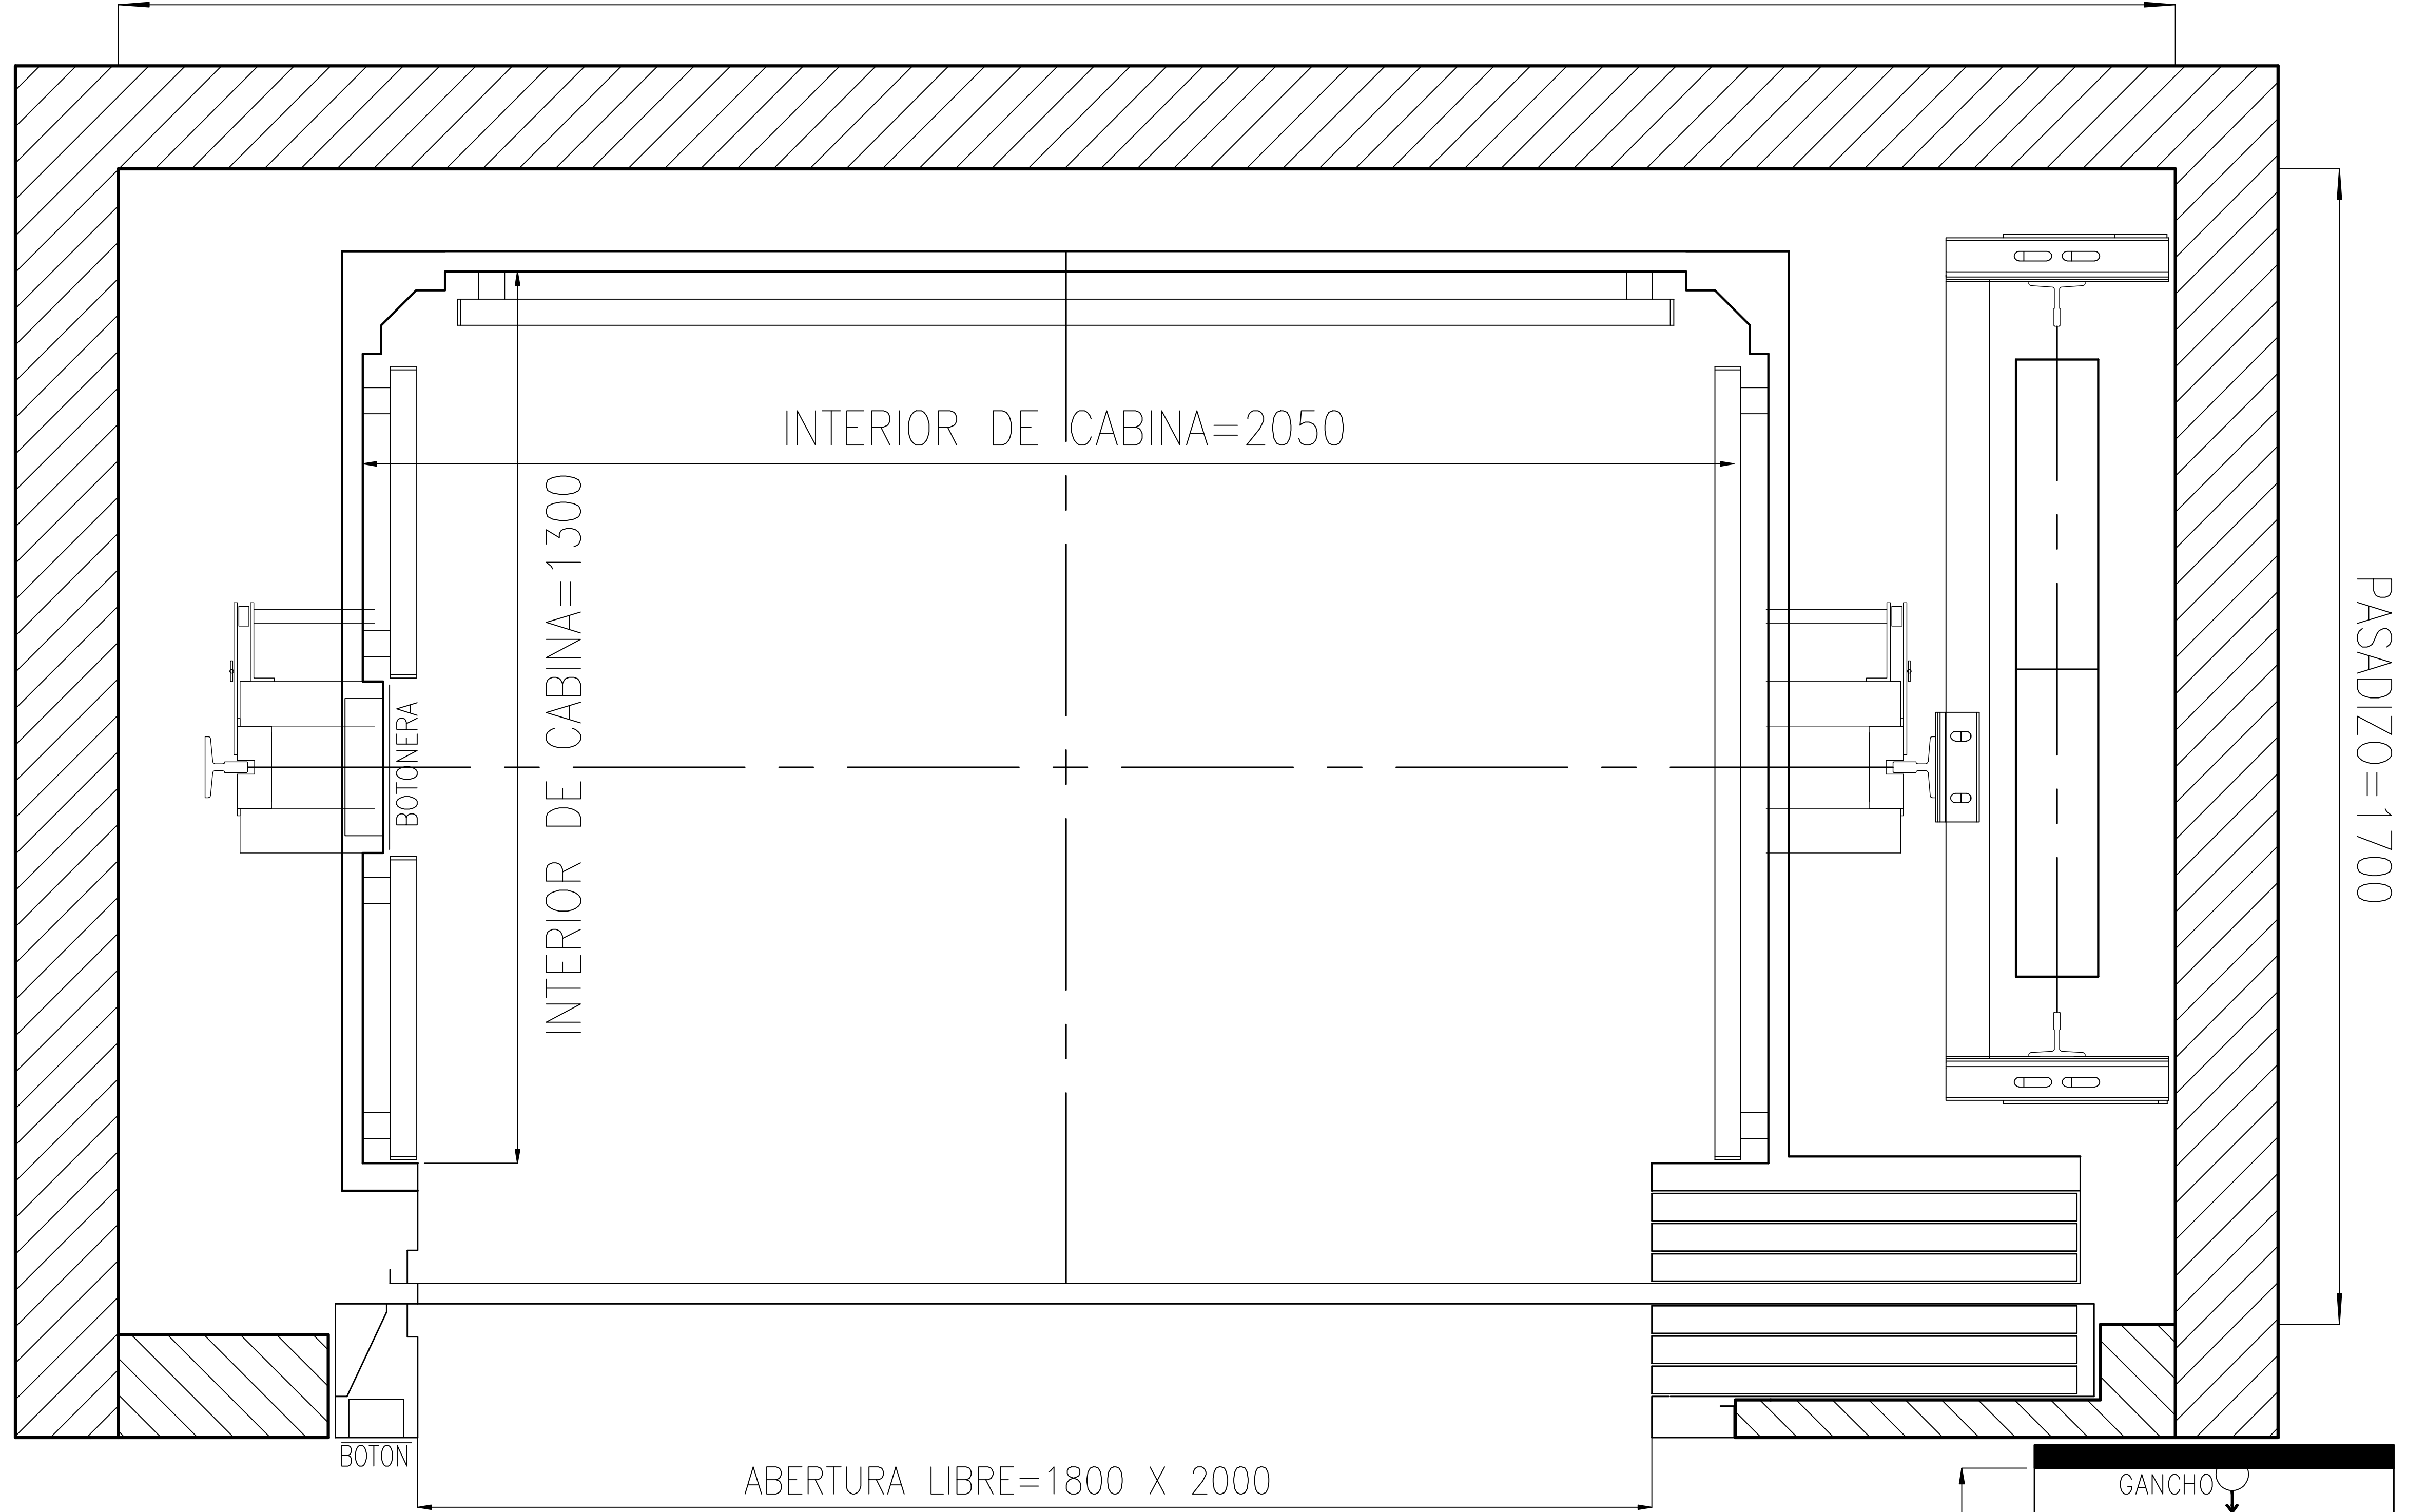 INTERIOR DE CABINA=2050
INTERIOR DE CABINA=1300
PASADIZO=1700
BOTONERA
BOTON
ABERTURA LIBRE=1800 X 2000
GANCHO